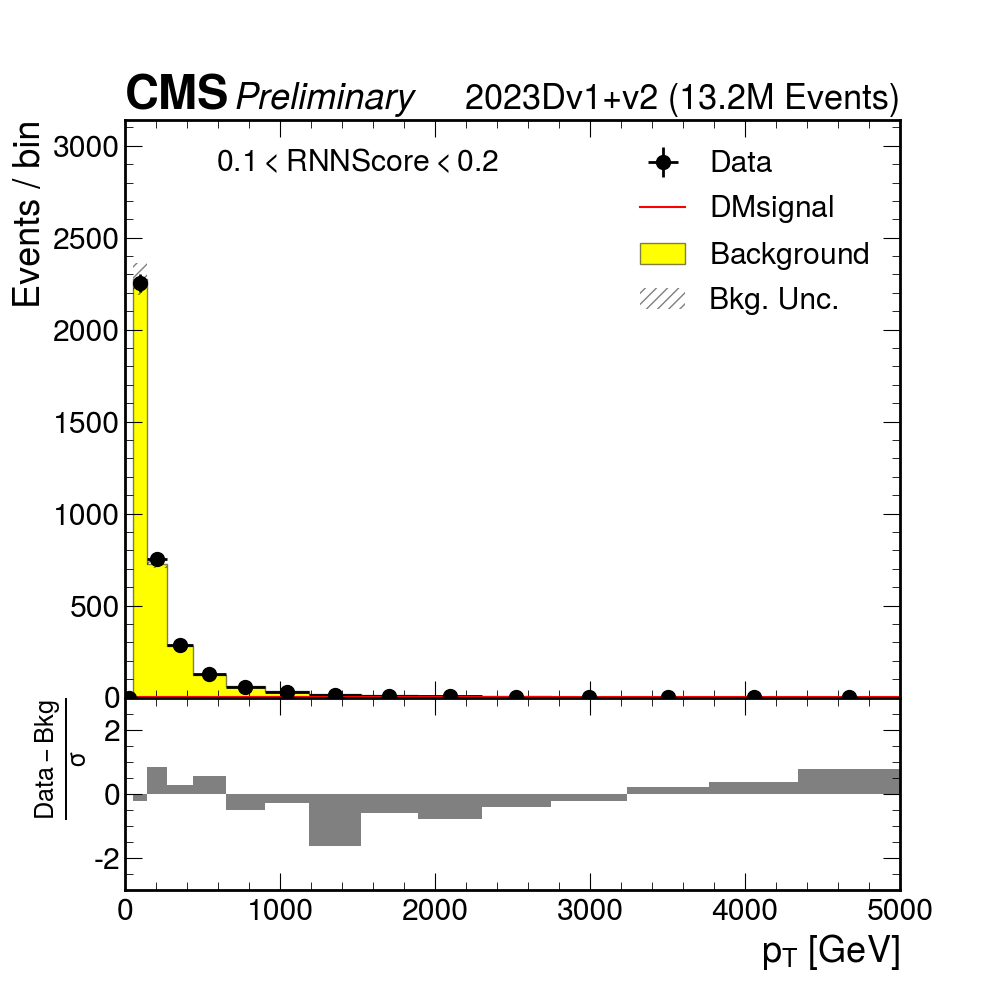 CMS Preliminary 2023Dv1+v2 (13.2M Events)
Events / bin
0.1 < RNNScore < 0.2
Data
DMsignal
Background
Bkg. Unc.
3000
2500
2000
1500
1000
500
0
Data − Bkg
σ
2
0
-2
0 1000 2000 3000 4000 5000
pT [GeV]